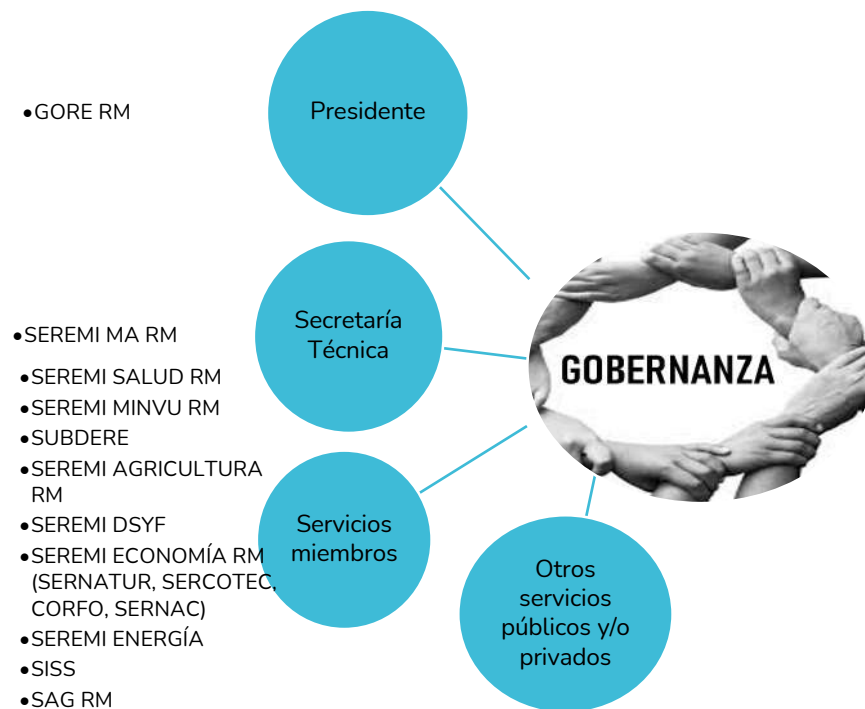 •GORE RM
Presidente
•SEREMI MA RM
Secretaría
Técnica
GOBERNANZA
•SEREMI SALUD RM
•SEREMI MINVU RM
•SUBDERE
•SEREMI AGRICULTURA
RM
•SEREMI DSYF
•SEREMI ECONOMÍA RM
(SERNATUR, SERCOTEC,
CORFO, SERNAC)
•SEREMI ENERGÍA
•SISS
•SAG RM
Servicios
miembros
Otros
servicios
públicos y/o
privados